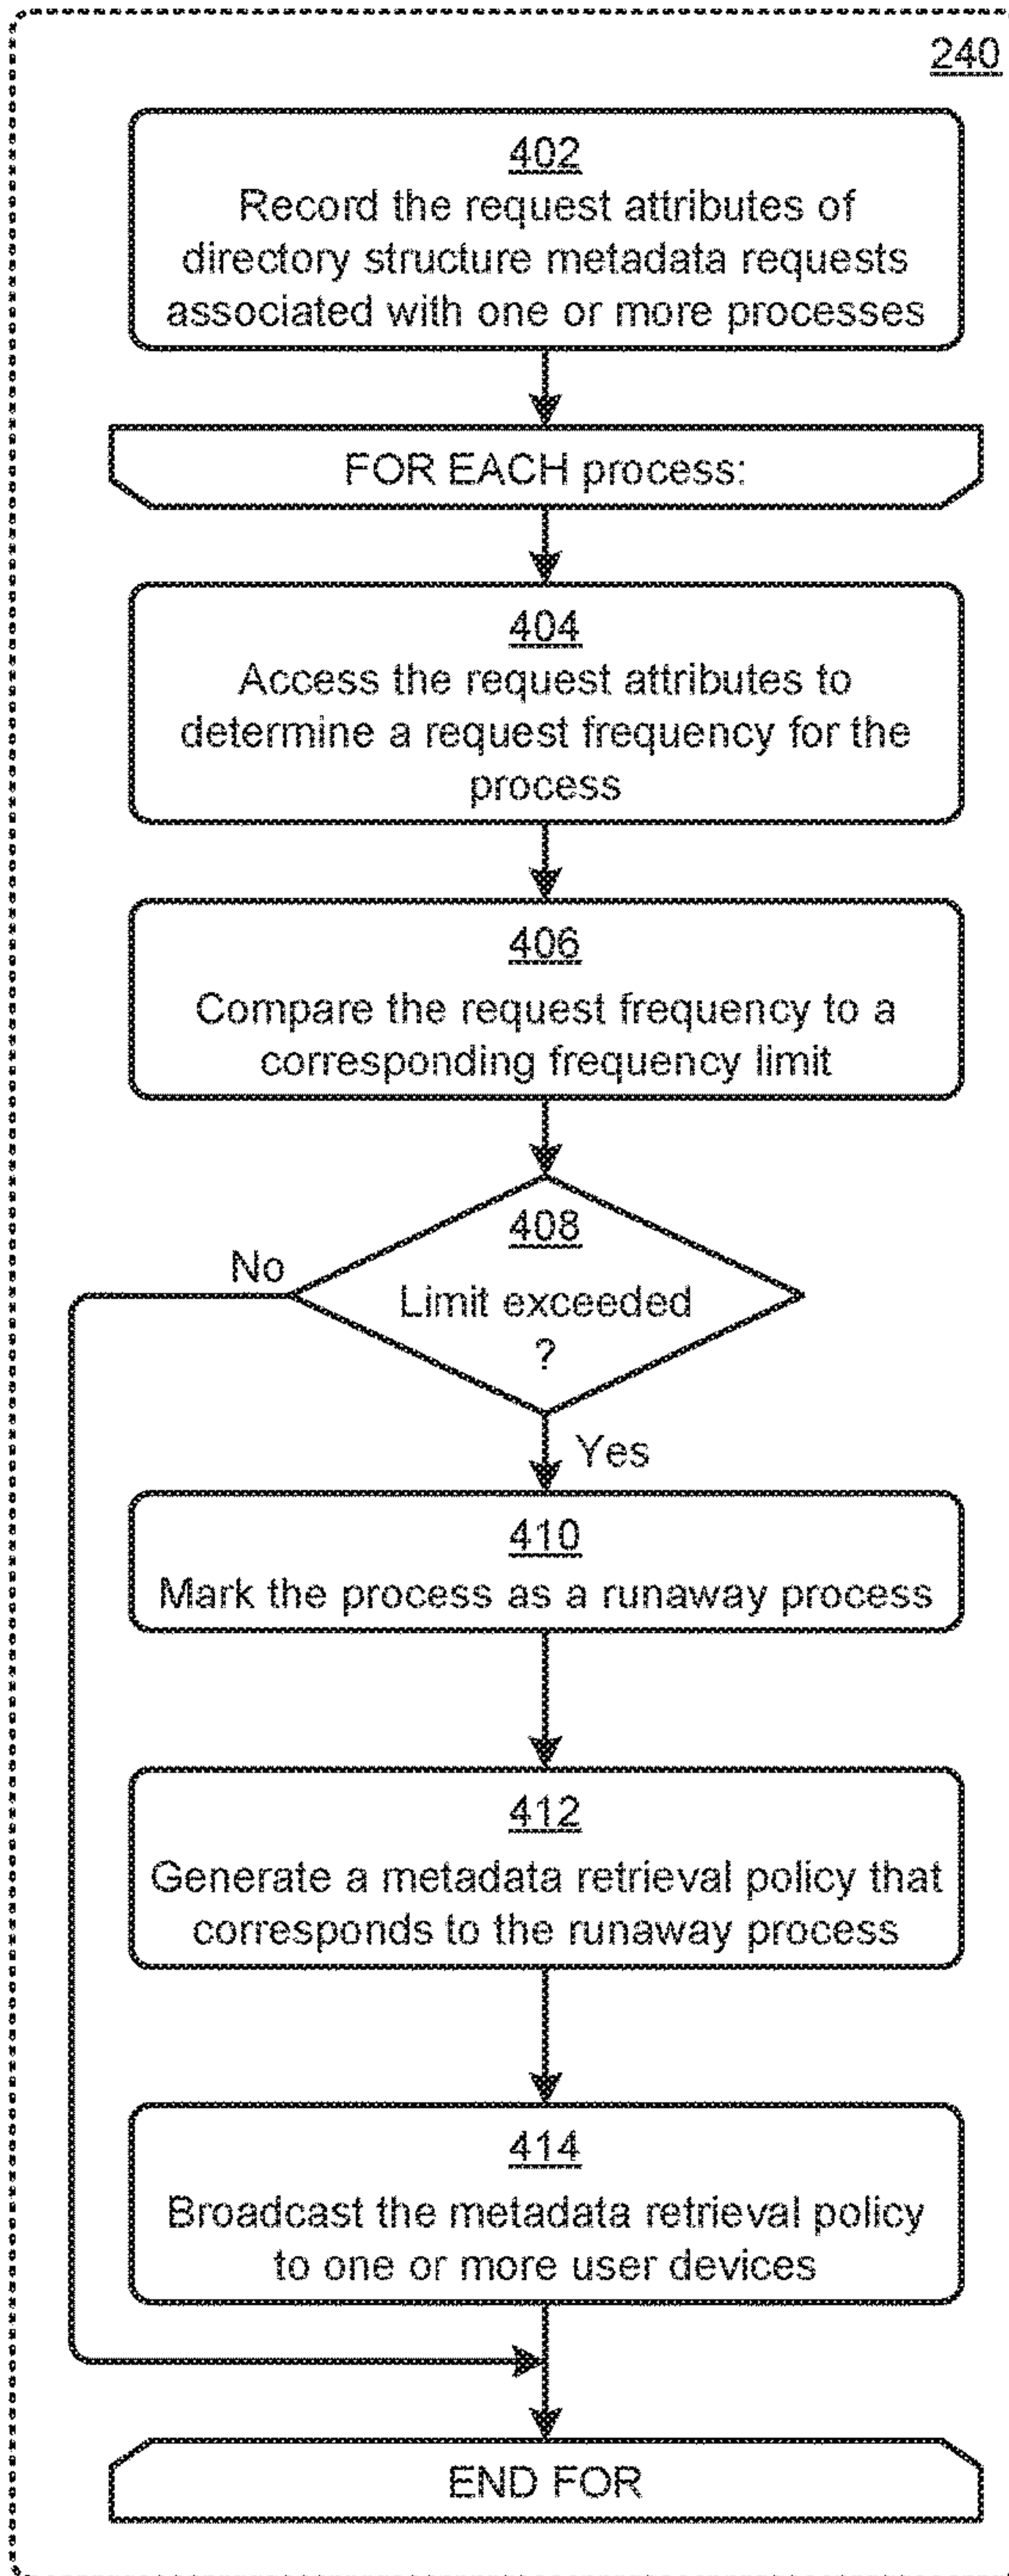 240
402
Record the request attributes of
directory structure metadata requests
associated with one or more processes
FOR EACH process:
404
Access the request attributes to
determine a request frequency for the
process
406
Compare the request frequency to a
corresponding frequency limit
408
No
Limit exceeded
?
Yes
410
Mark the process as a runaway process
412
Generate a metadata retrieval policy that
corresponds to the runaway process
414
Broadcast the metadata retrieval policy
to one or more user devices
END FOR